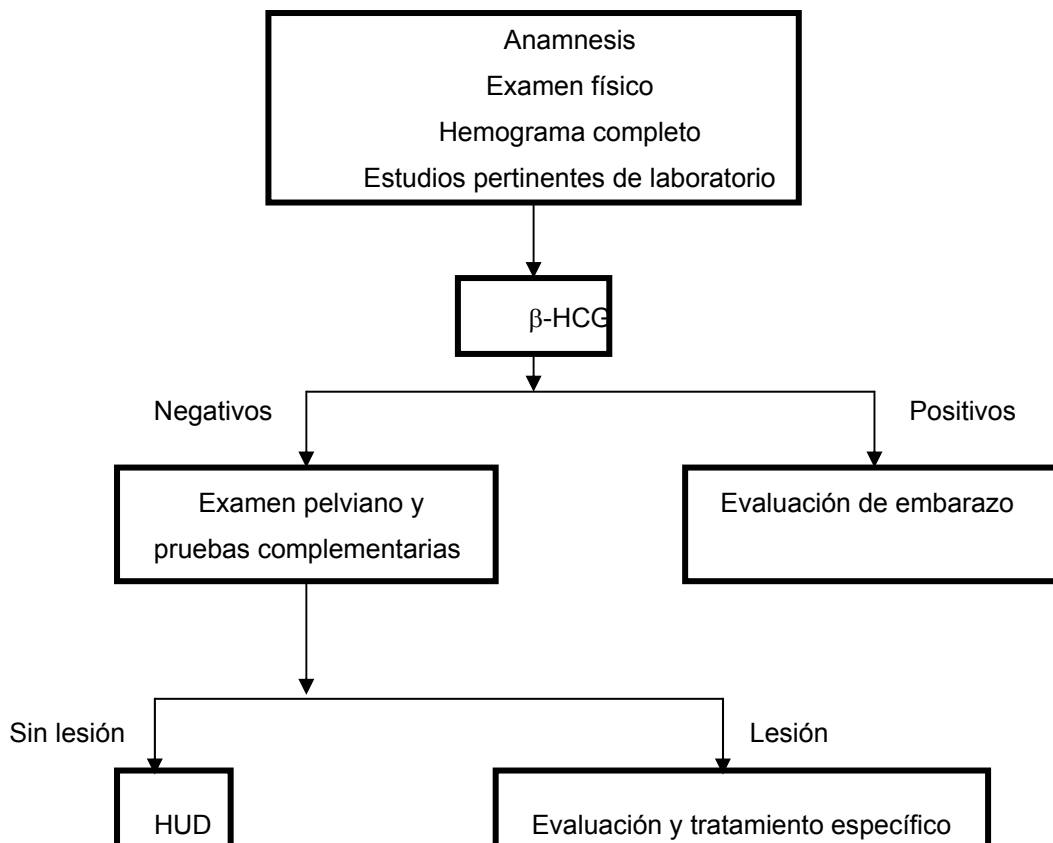 Anamnesis
Examen físico
Hemograma completo
Estudios pertinentes de laboratorio
β-HCG
Negativos
Positivos
Examen pelviano y
pruebas complementarias
Evaluación de embarazo
Sin lesión
Lesión
HUD
Evaluación y tratamiento específico